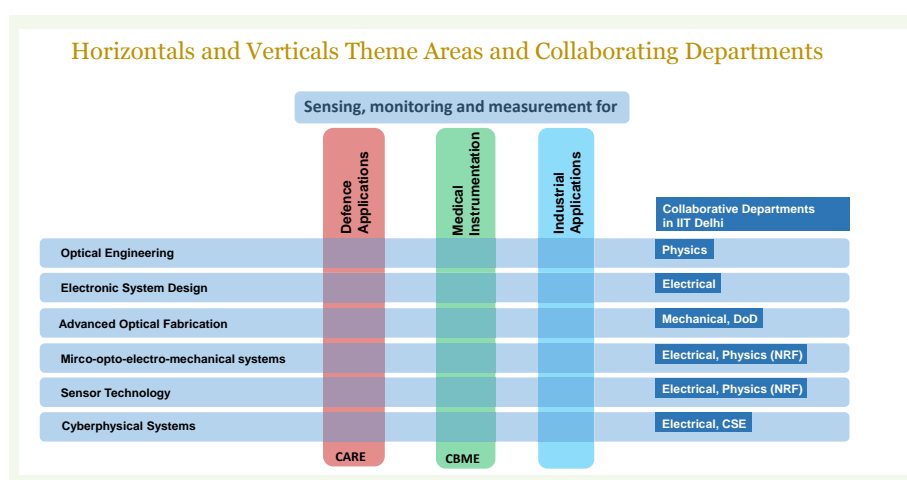 Horizontals and Verticals Theme Areas and Collaborating Departments
Sensing, monitoring and measurement for
Defence
Applications
Medical
Instrumentation
Industrial
Applications
Collaborative Departments
in IIT Delhi
Optical Engineering
Physics
Electronic System Design
Electrical
Advanced Optical Fabrication
Mechanical, DoD
Mirco-opto-electro-mechanical systems
Electrical, Physics (NRF)
Sensor Technology
Electrical, Physics (NRF)
Cyberphysical Systems
Electrical, CSE
CARE
CBME